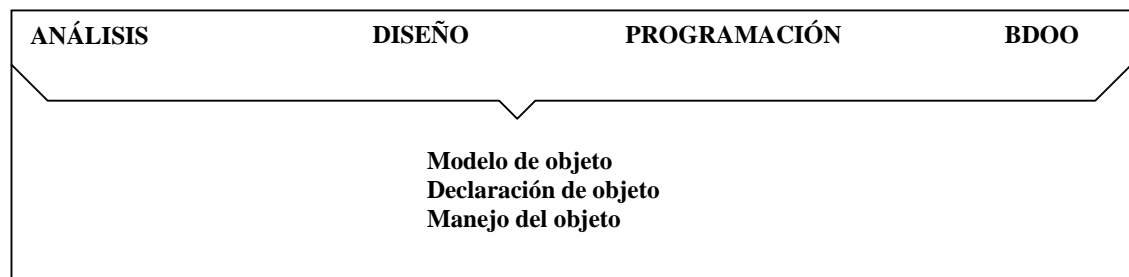 ANÁLISIS DISEÑO PROGRAMACIÓN BDOO
Modelo de objeto
Declaración de objeto
Manejo del objeto